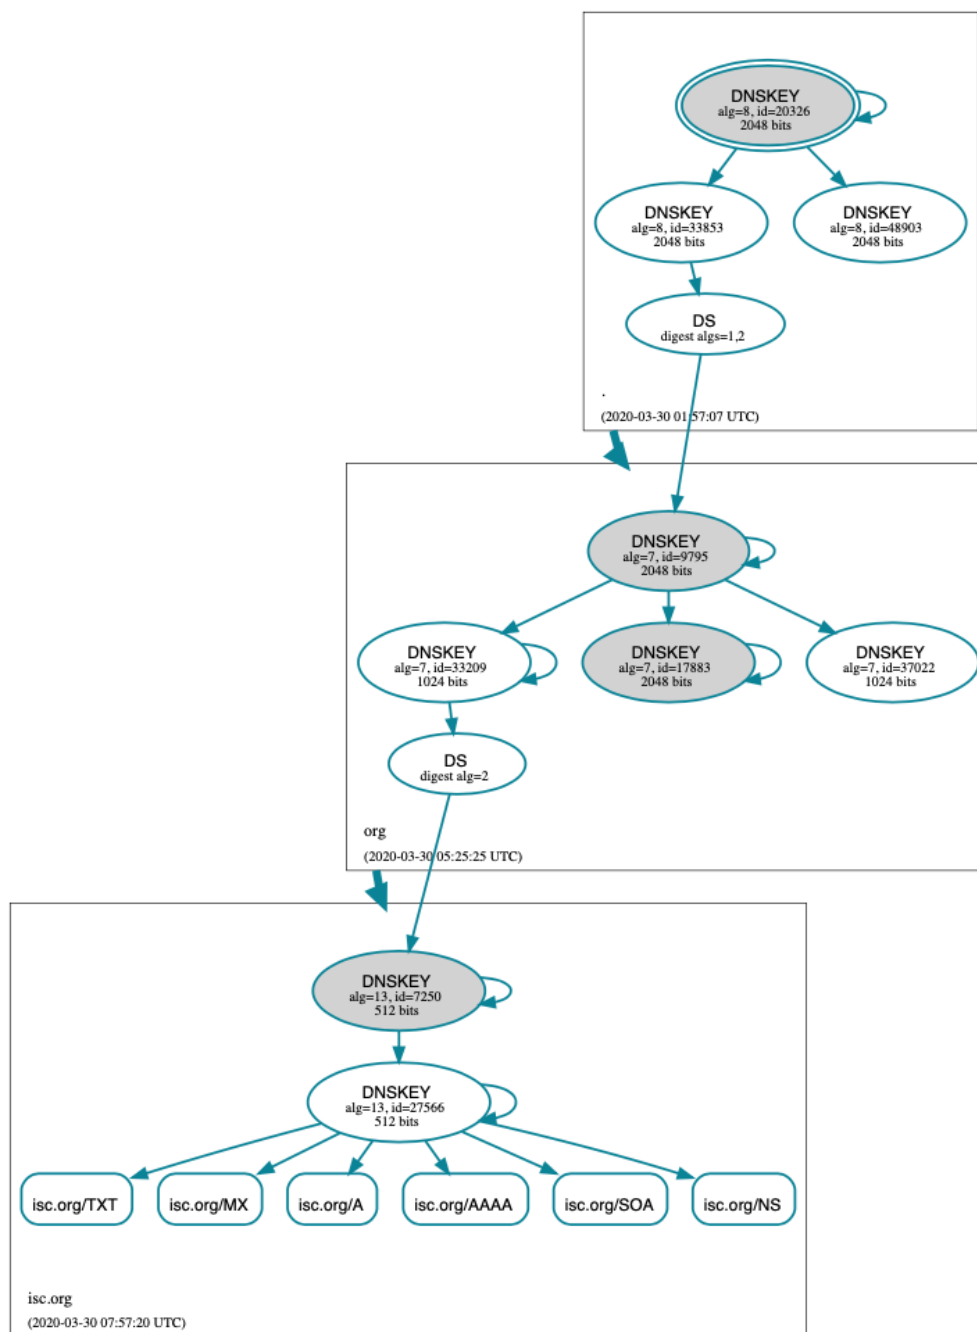 DNSKEY
alg=8, id=20326
2048 bits
DNSKEY
alg=8, id=33853
2048 bits
DNSKEY
alg=8, id=48903
2048 bits
DS
digest algs=1,2
.
(2020-03-30 01:57:07 UTC)
DNSKEY
alg=7, id=9795
2048 bits
DNSKEY
alg=7, id=33209
1024 bits
DNSKEY
alg=7, id=17883
2048 bits
DNSKEY
alg=7, id=37022
1024 bits
DS
digest alg=2
org
(2020-03-30 05:25:25 UTC)
DNSKEY
alg=13, id=7250
512 bits
DNSKEY
alg=13, id=27566
512 bits
isc.org/TXT
isc.org/MX
isc.org/A
isc.org/AAAA
isc.org/SOA
isc.org/NS
isc.org
(2020-03-30 07:57:20 UTC)